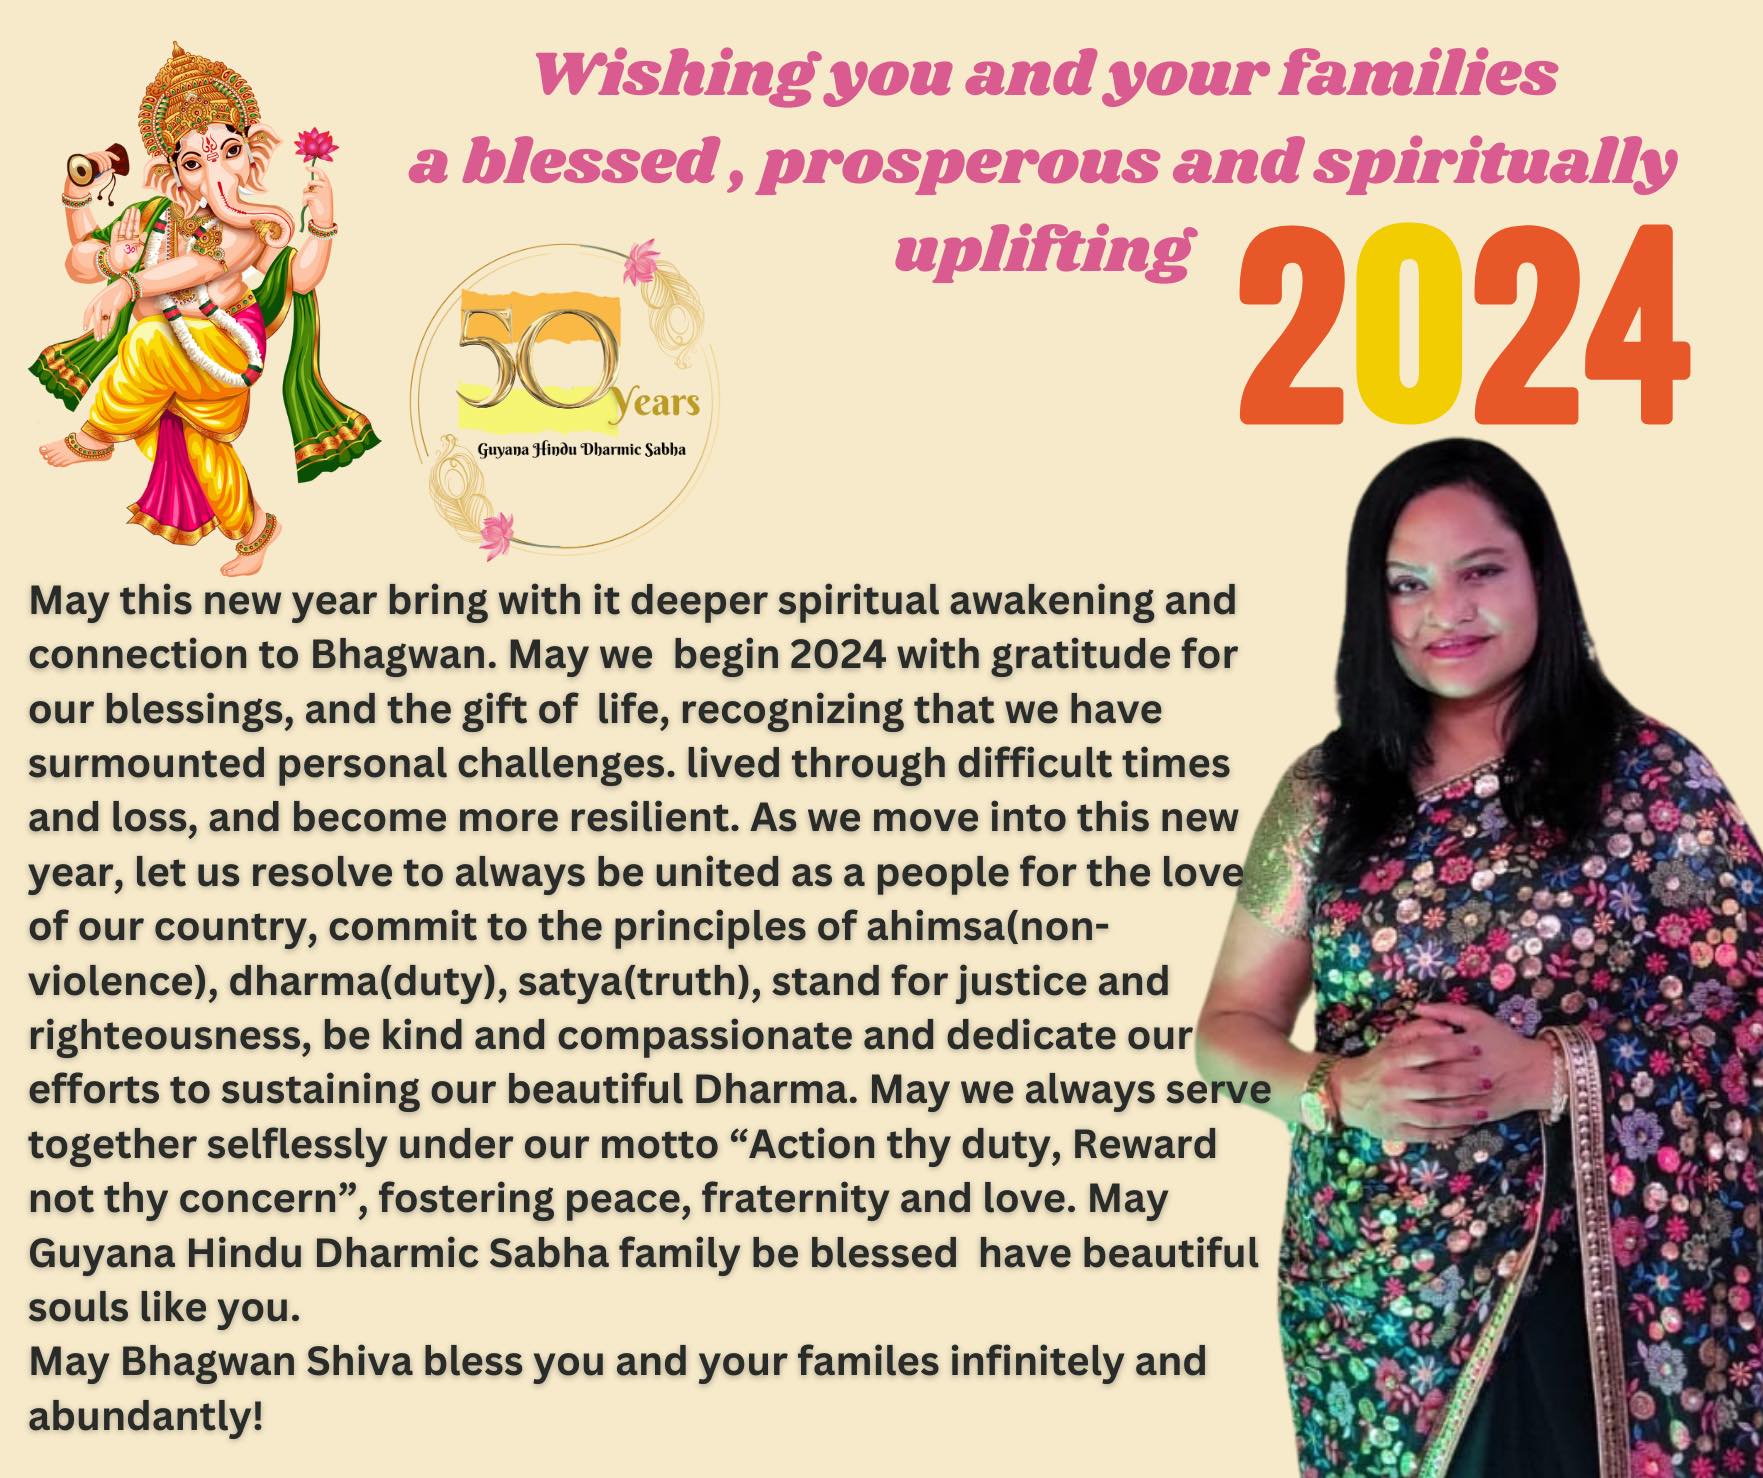 Wishing you and your families
a blessed , prosperous and spiritually
uplifting 2024
50
Years
Guyana Hindu Dharmic Sabha
May this new year bring with it deeper spiritual awakening and
connection to Bhagwan. May we begin 2024 with gratitude for
our blessings, and the gift of life, recognizing that we have
surmounted personal challenges. lived through difficult times
and loss, and become more resilient. As we move into this new
year, let us resolve to always be united as a people for the love
of our country, commit to the principles of ahimsa(non-
violence), dharma(duty), satya(truth), stand for justice and
righteousness, be kind and compassionate and dedicate our
efforts to sustaining our beautiful Dharma. May we always serve
together selflessly under our motto “Action thy duty, Reward
not thy concern”, fostering peace, fraternity and love. May
Guyana Hindu Dharmic Sabha family be blessed have beautiful
souls like you.
May Bhagwan Shiva bless you and your familes infinitely and
abundantly!